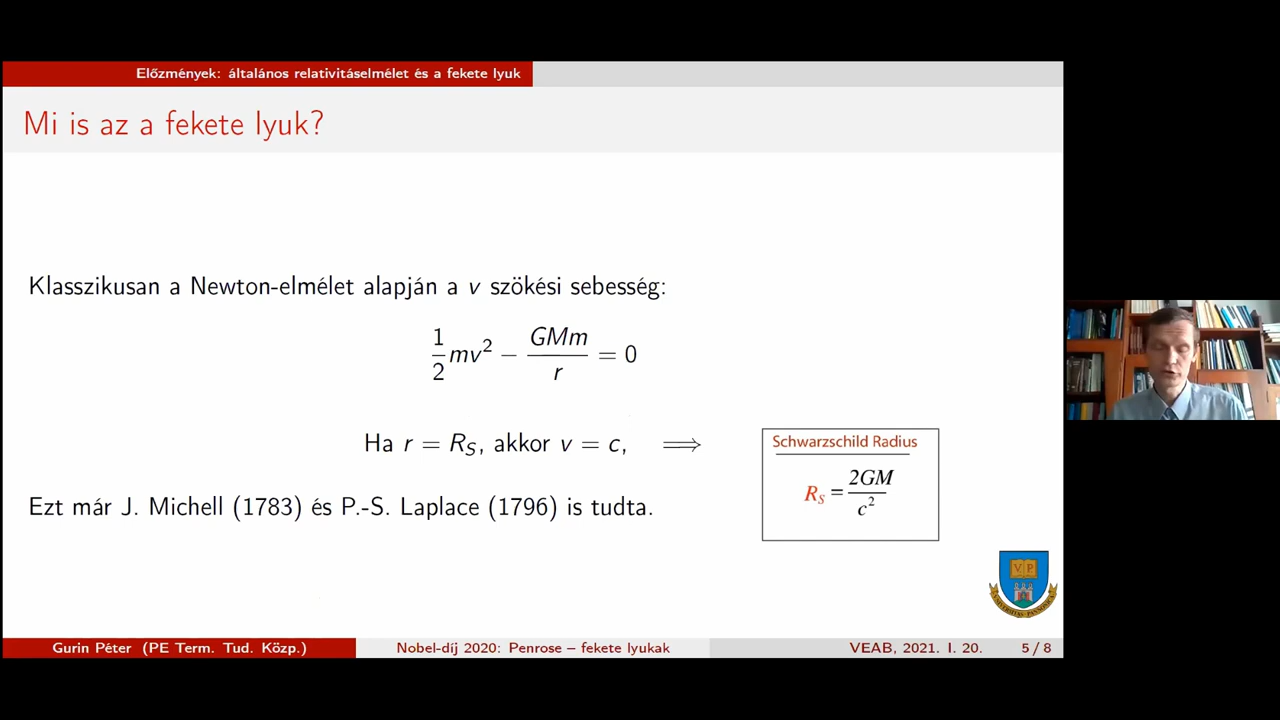 Előzmények: általános relativitáselmélet és a fekete lyuk
Mi is az a fekete lyuk?
Klasszikusan a Newton-elmélet alapján a v szökési sebesség:
1/2 mv² − GMm/r = 0
Ha r = R_S, akkor v = c, ⟹
Schwarzschild Radius
R_S = 2GM/c²
Ezt már J. Michell (1783) és P.-S. Laplace (1796) is tudta.
V P
Gurin Péter (PE Term. Tud. Közp.)
Nobel-díj 2020: Penrose – fekete lyukak
VEAB, 2021. I. 20.
5 / 8